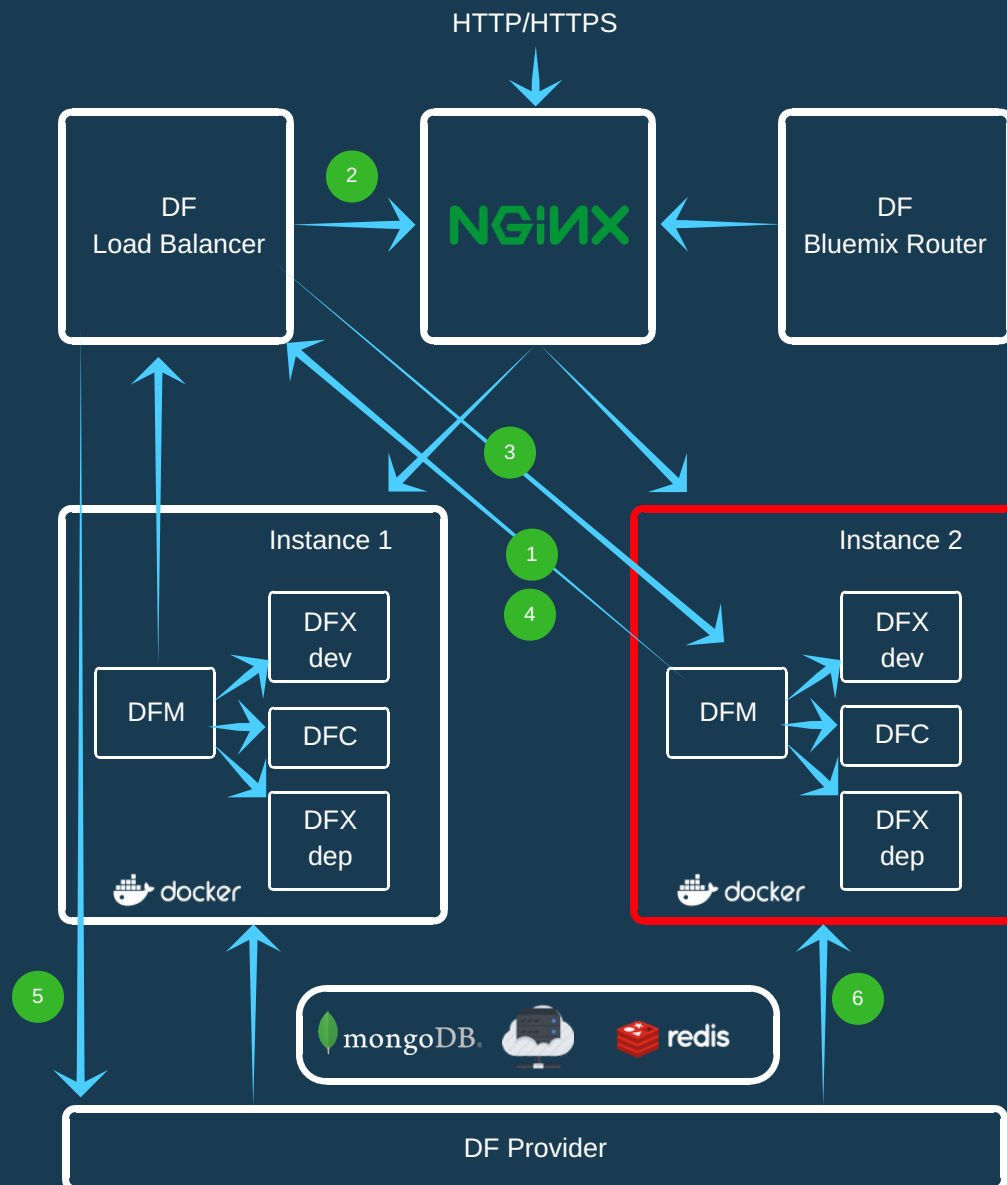 HTTP/HTTPS
DF
Load Balancer
2
NGiNX
DF
Bluemix Router
3
1
4
Instance 1
DFX
dev
DFM
DFC
DFX
dep
docker
Instance 2
DFX
dev
DFM
DFC
DFX
dep
docker
5
mongoDB®
redis
6
DF Provider